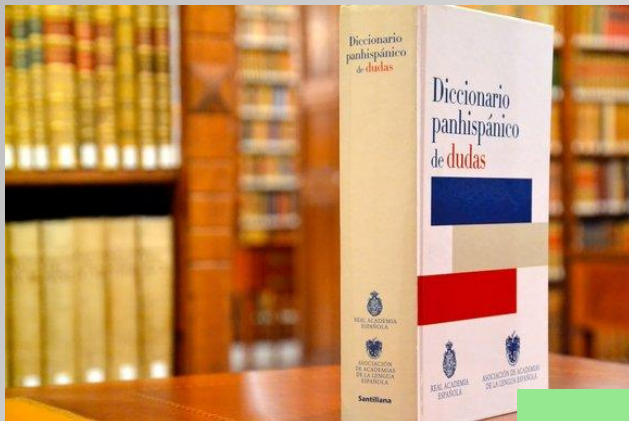 Diccionario
panhispánico
de dudas
REAL ACADEMIA
ESPAÑOLA
ASOCIACIÓN
DE ACADEMIAS
DE LA LENGUA
ESPAÑOLA
Santillana
Diccionario
panhispánico
de dudas
REAL ACADEMIA
ESPAÑOLA
ASOCIACIÓN DE ACADEMIAS
DE LA LENGUA ESPAÑOLA